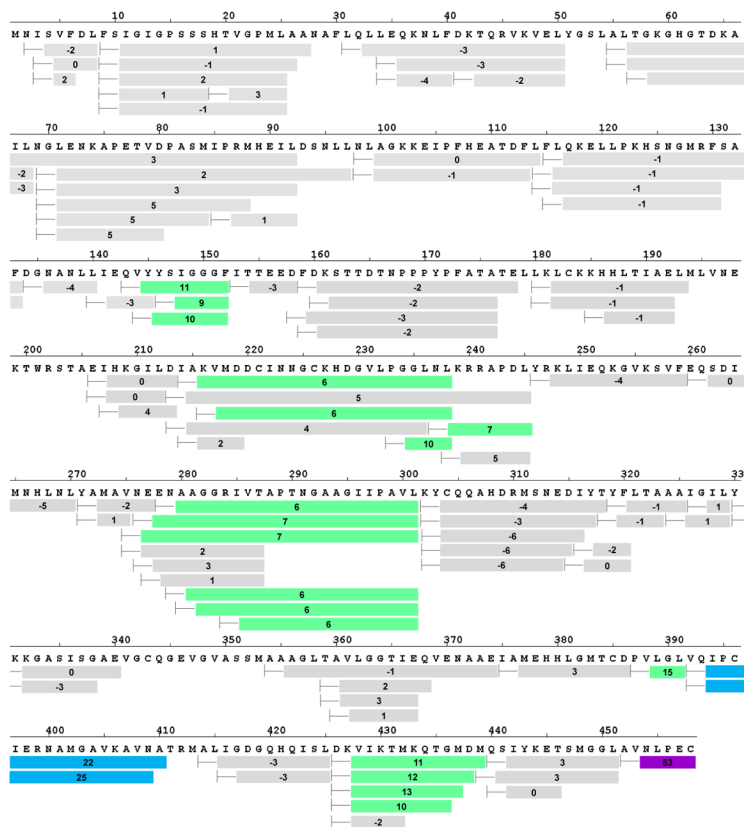 10 20 30 40 50 60
MNISVFDLFSIGIGPSSSHTVGPMLAANAFLQLLEQKNLFDKTQRVKVELYGSLALTGKGHGTDKA
-2 1 -3
0 -1 -3
2 2 -4 -2
1 3
-1
70 80 90 100 110 120 130
ILNGLENKAPETVDPASMIPRMHEILDSNLLNLAGKKEIPFHEATDFLFLQKELLPKHSNGMRFSA
3 0 -1
-2 2 -1 -1
-3 3 -1
5 -1
5 1
5
140 150 160 170 180 190
FDGNANLLIEQVYYSIGGGFITTEEDFDKSTTDTNPPPYPFATATELLKLCKKHHLTIAELMLVNE
-4 11 -3 -2 -1
-3 9 -2 -1
10 -3 -1
-2
200 210 220 230 240 250 260
KTWRSTAEIHKGILDIAKVMDDCINNGCKHDGVLPGGLNLKRRAPDLYRKLIEQKGVKSVFEQSDI
0 6 -4 0
0 5
4 6
4 7
2 10
5
270 280 290 300 310 320 33
MNHLNLYAMAVNEENAAGGRIVTAPTNGAAGIIPAVLKYCQQAHDRMSNEDIYTYFLTAAAIGILY
-5 -2 6 -4 -1 1
1 7 -3 -1 1
7 -6
2 -6 -2
3 -6 0
1
6
6
6
340 350 360 370 380 390
KKGASISGAEVGCQGEVGVASSMAAGLTAVLGGTIEQVENAAEIAMEHHLGMTCDPVLGLVQIPC
0 -1 3 15
-3 2
3
1
400 410 420 430 440 450
IERNAMGAVKAVNATRMALIGDGQHQISLDKVIKTMKQTGMDMQSIYKETSMGGLAVNLPEC
22 -3 11 3 53
25 -3 12 3
13 0
10
-2